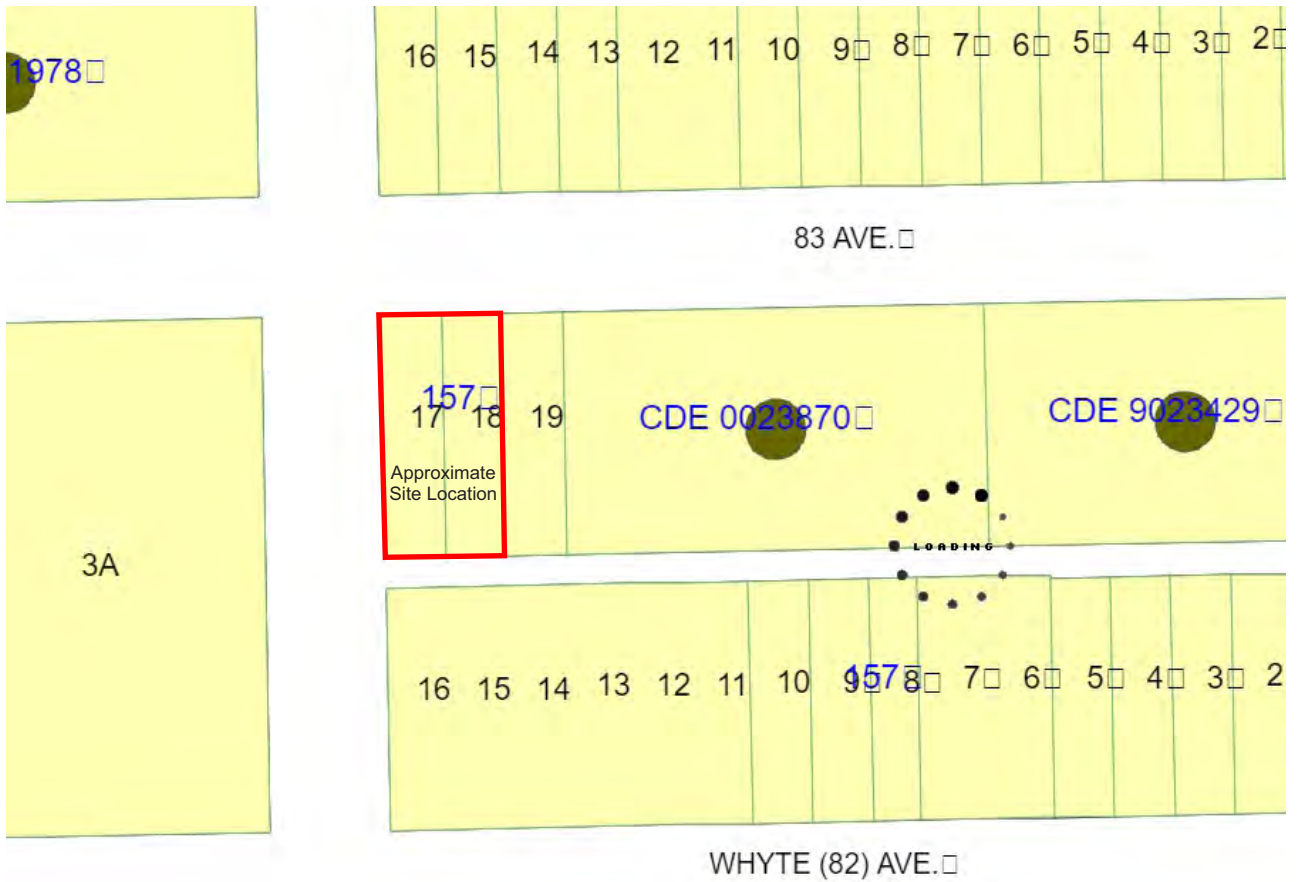 1978
16 15 14 13 12 11 10 9 8 7 6 5 4 3 2
83 AVE.
157
17 18 19
CDE 0023870
CDE 9023429
Approximate
Site Location
LOADING
3A
16 15 14 13 12 11 10 9 157 8 7 6 5 4 3 2
WHYTE (82) AVE.